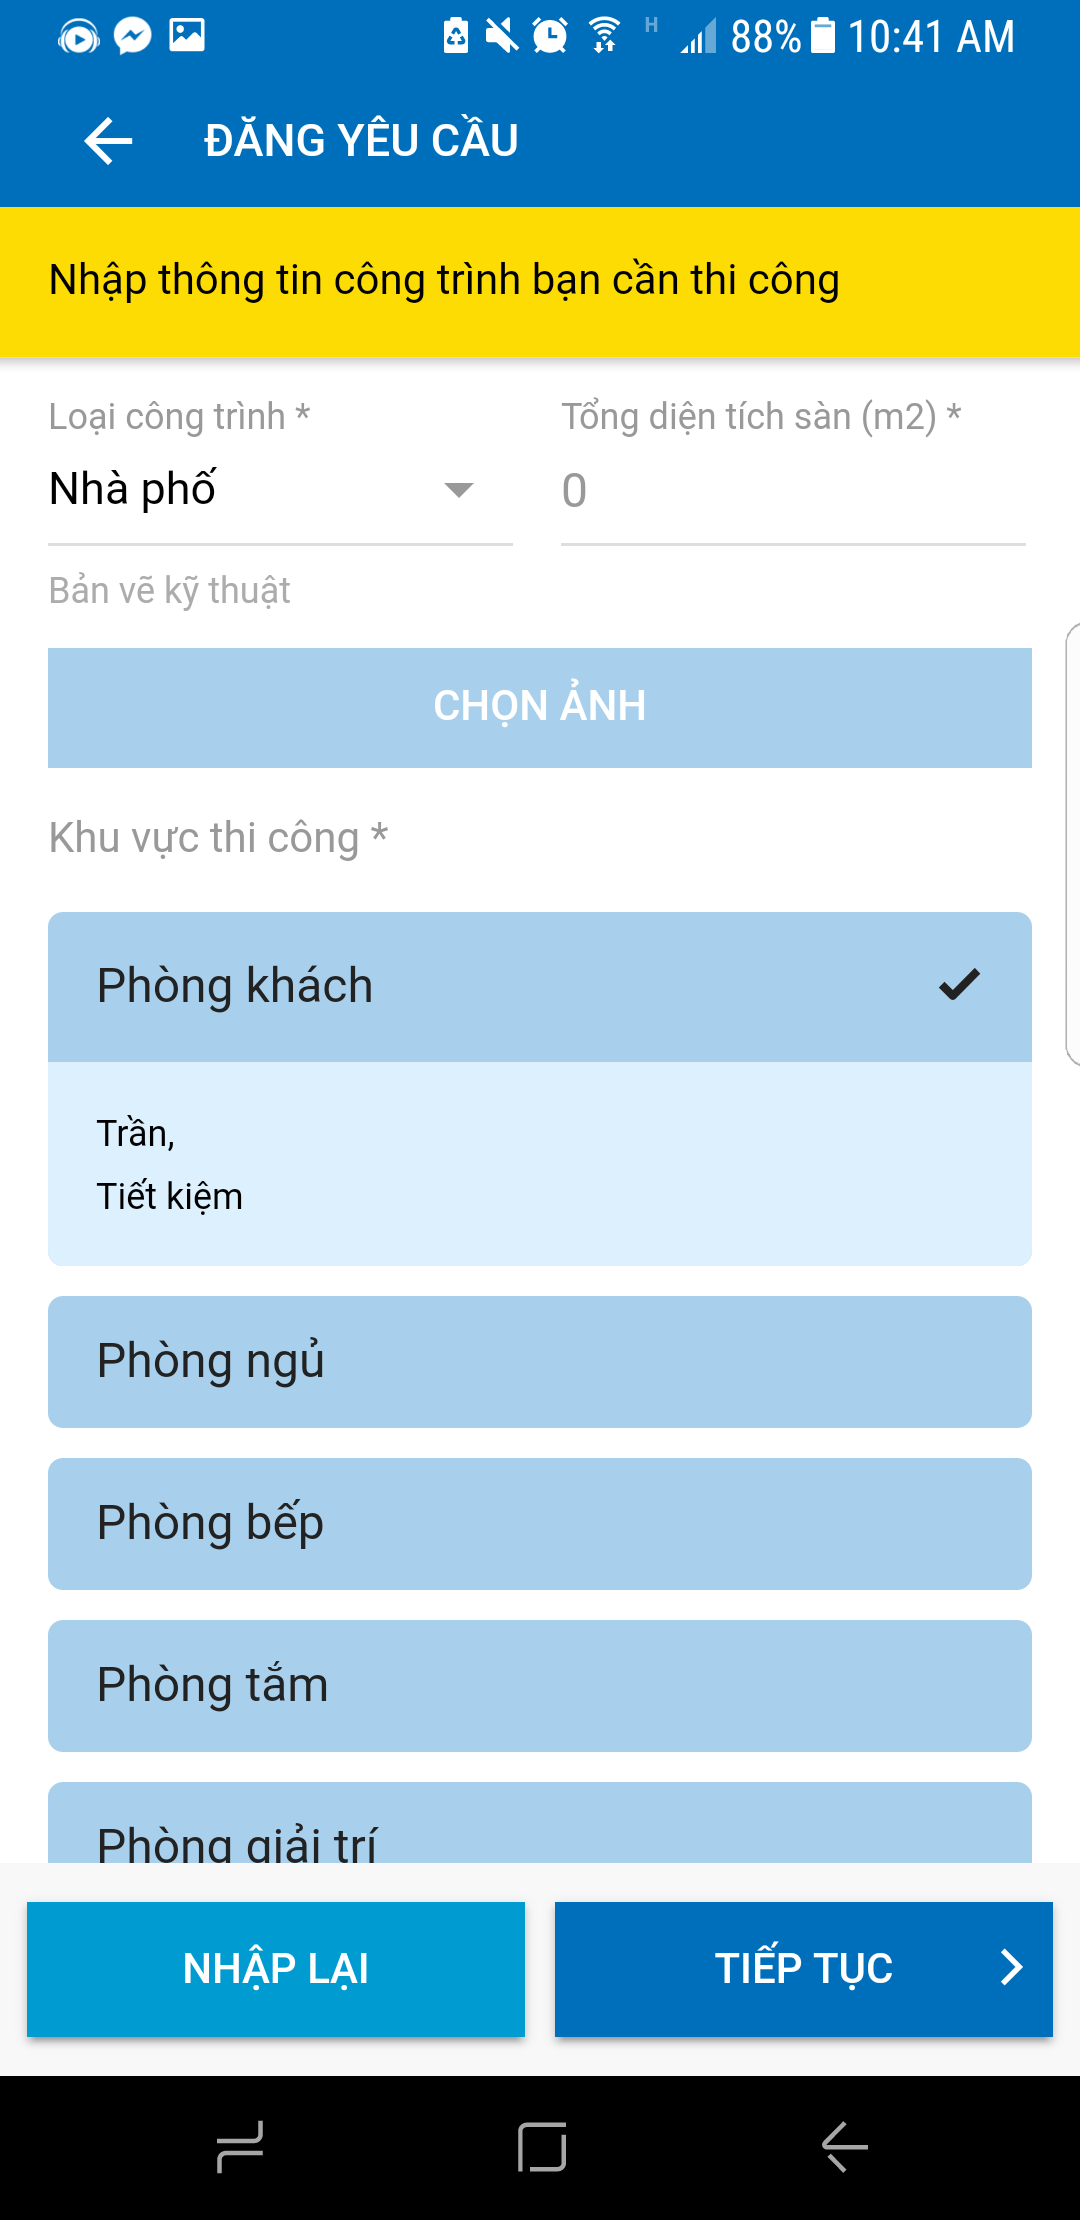 H 88% 10:41 AM
ĐĂNG YÊU CẦU
Nhập thông tin công trình bạn cần thi công
Loại công trình * Tổng diện tích sàn (m2) *
Nhà phố 0
Bản vẽ kỹ thuật
CHỌN ẢNH
Khu vực thi công *
Phòng khách
Trần,
Tiết kiệm
Phòng ngủ
Phòng bếp
Phòng tắm
Phòng giải trí
NHẬP LẠI TIẾP TỤC